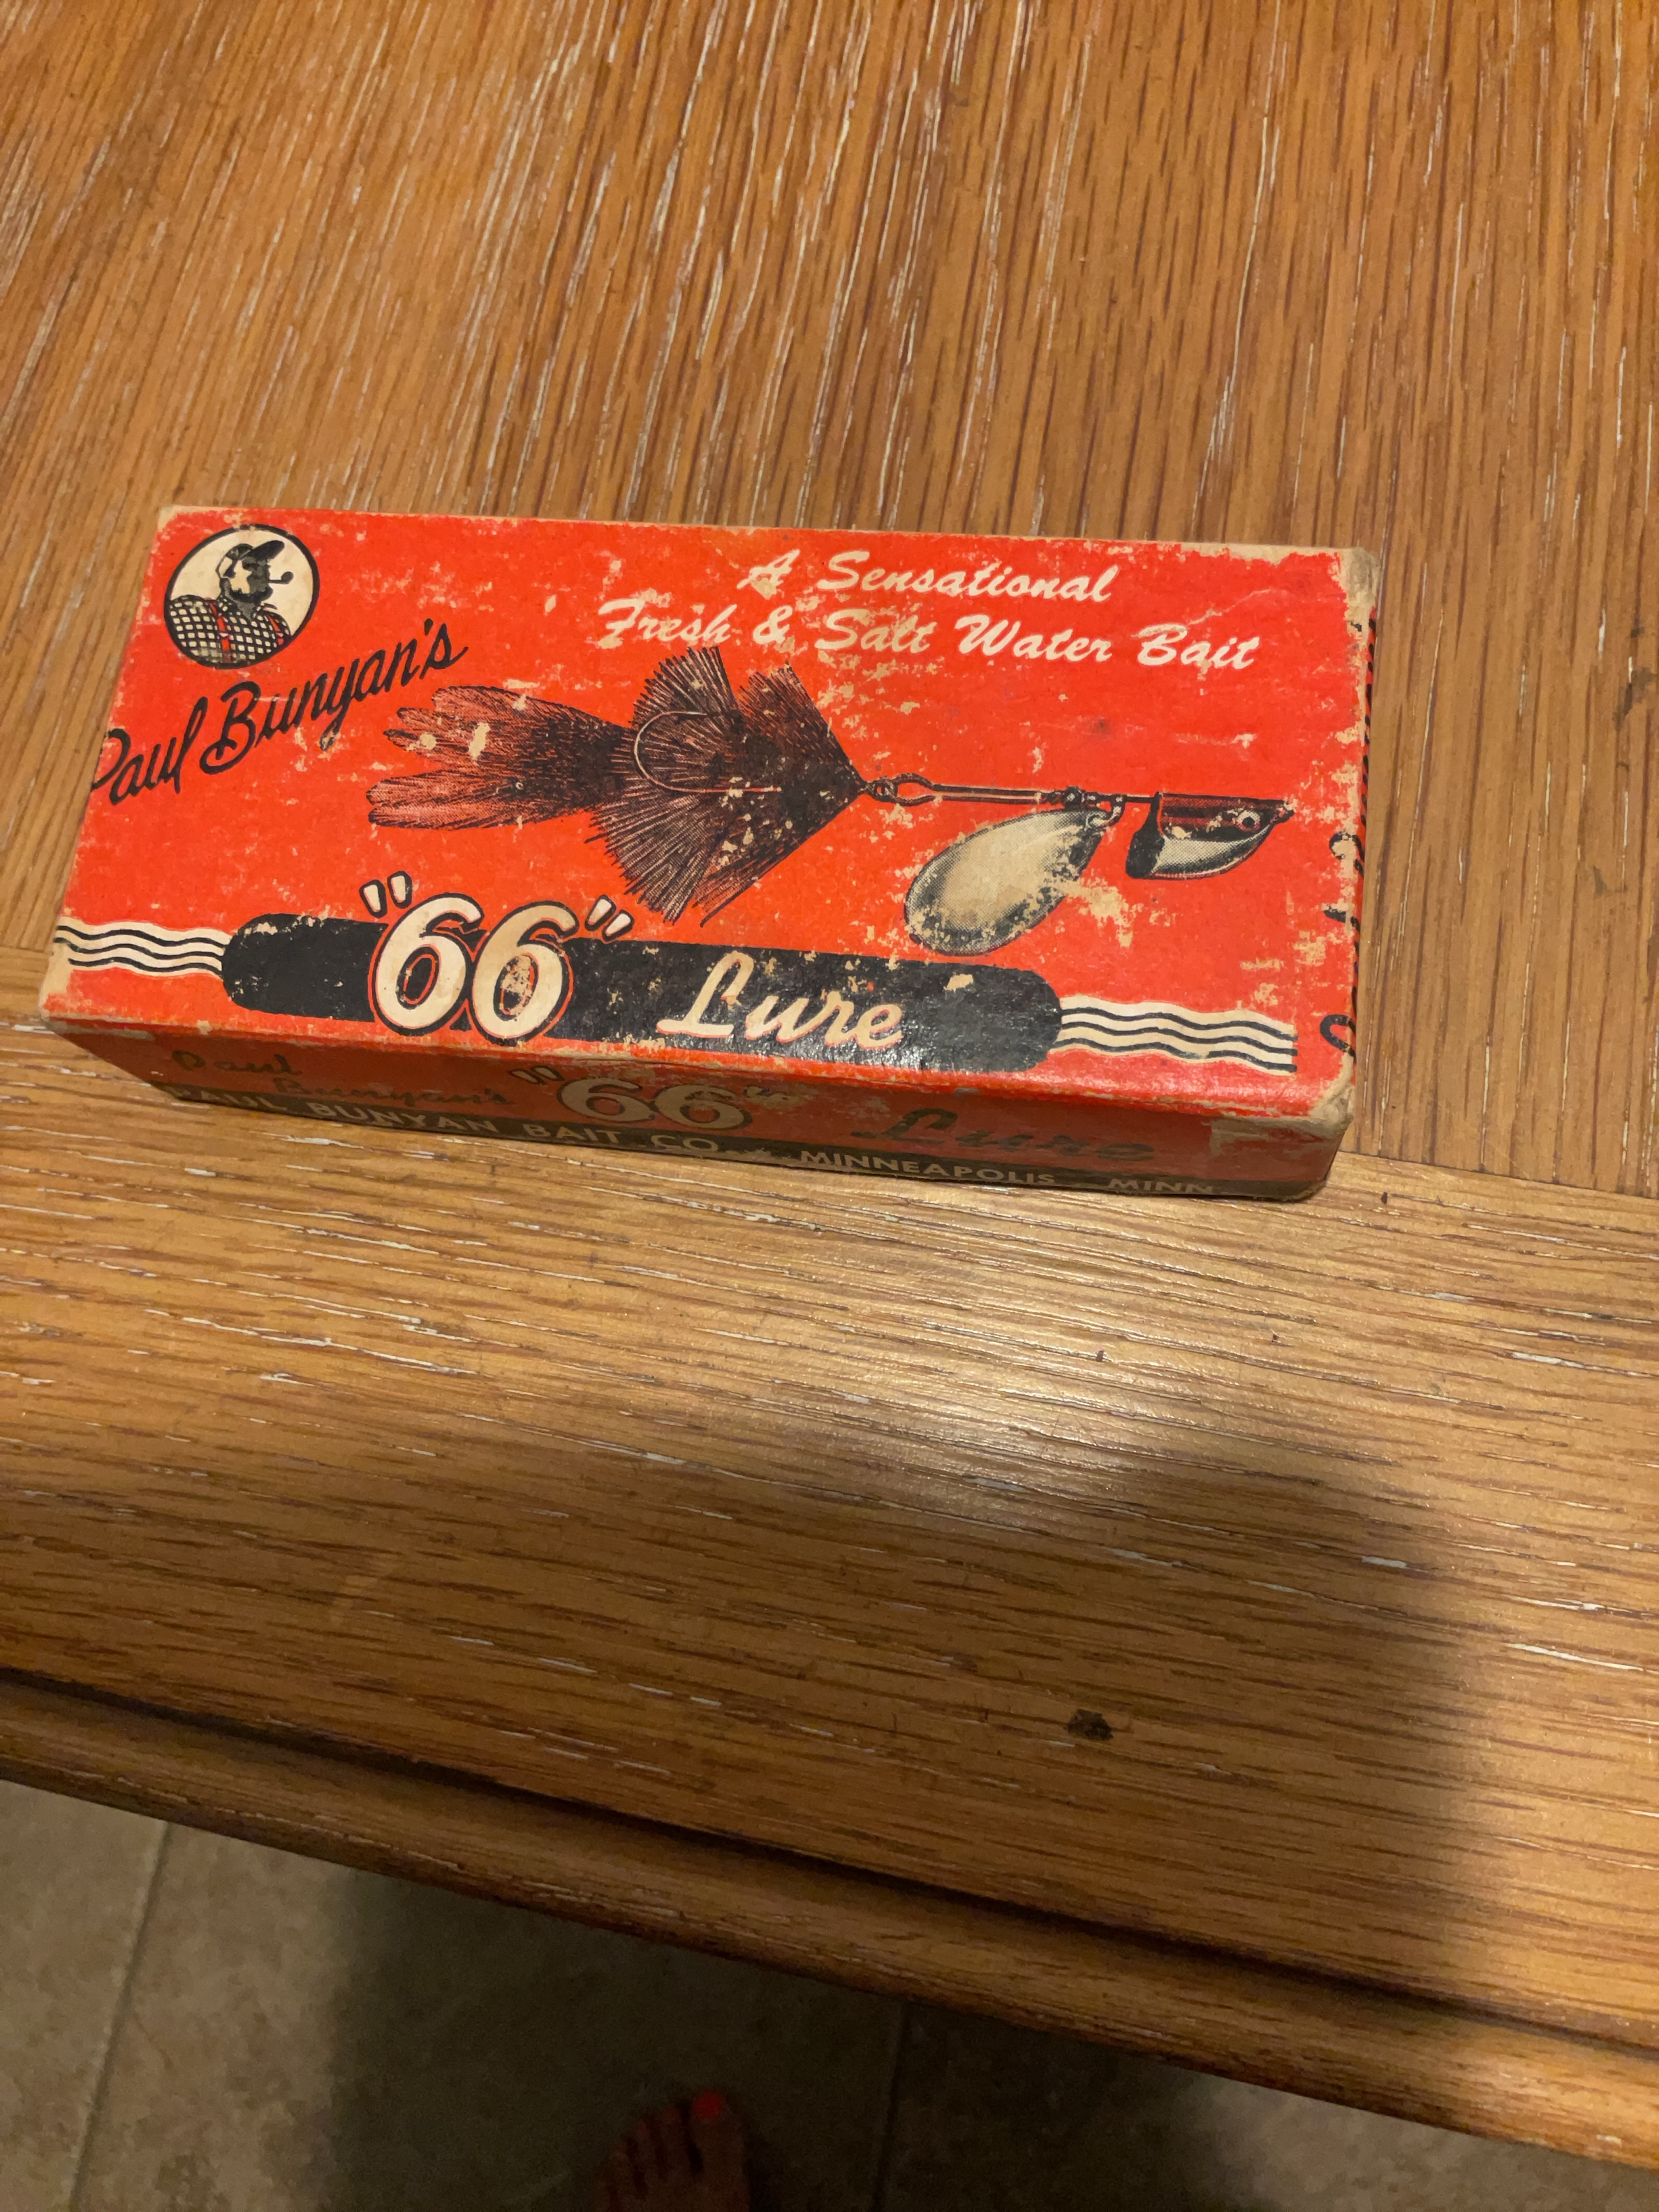 A Sensational
Fresh & Salt Water Bait
Paul Bunyan's
"66" Lure
Paul
Bunyan's "66" Lure
PAUL BUNYAN BAIT CO. MINNEAPOLIS MINN